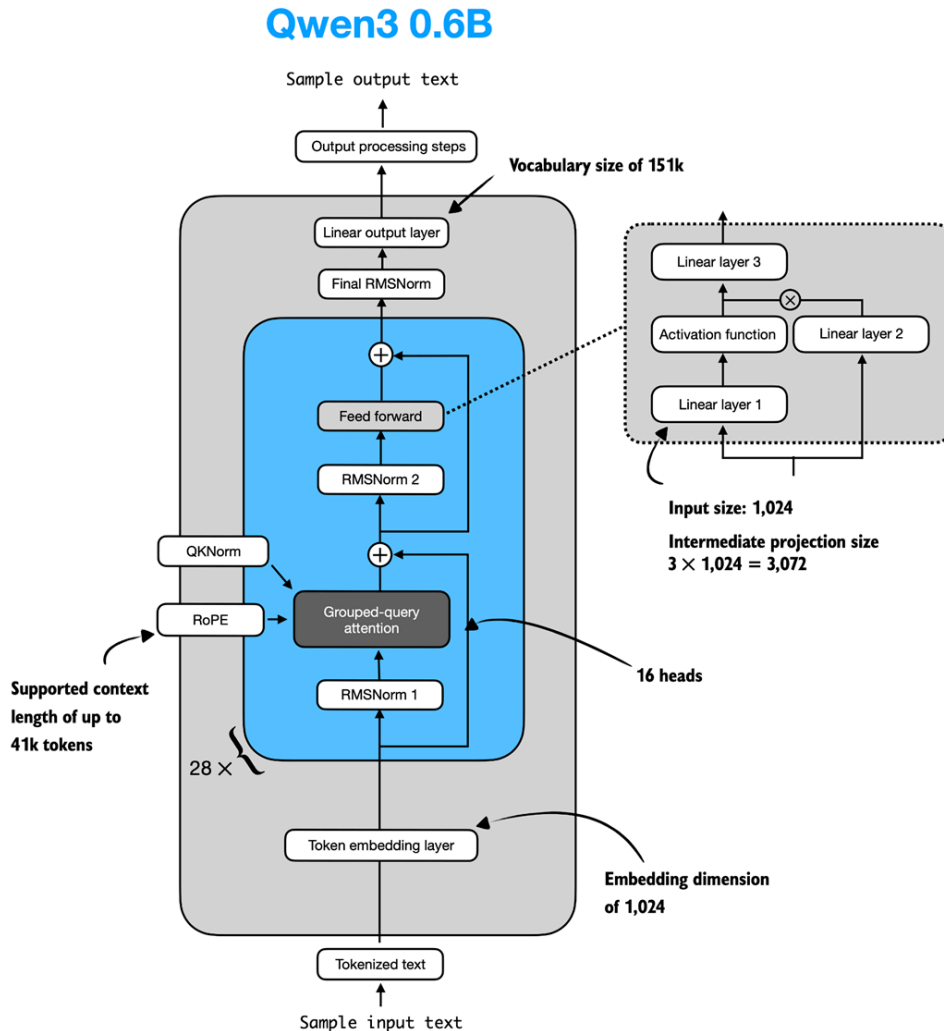 Qwen3 0.6B
Sample output text
Output processing steps
Vocabulary size of 151k
Linear output layer
Final RMSNorm
Linear layer 3
×
Activation function
Linear layer 2
Linear layer 1
+
Feed forward
RMSNorm 2
Input size: 1,024
Intermediate projection size
3 × 1,024 = 3,072
+
QKNorm
RoPE
Grouped-query
attention
16 heads
Supported context
length of up to
41k tokens
RMSNorm 1
28 × {
Token embedding layer
Embedding dimension
of 1,024
Tokenized text
Sample input text